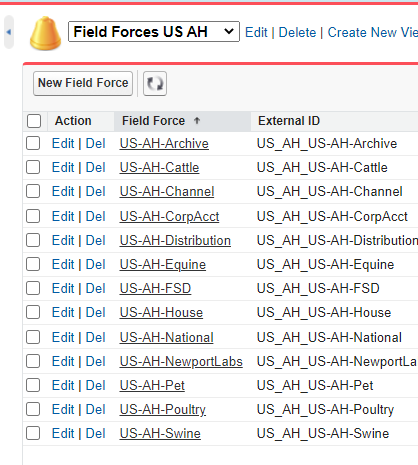 Field Forces US AH Edit | Delete | Create New Vie
New Field Force
Action Field Force External ID
Edit | Del US-AH-Archive US_AH_US-AH-Archive
Edit | Del US-AH-Cattle US_AH_US-AH-Cattle
Edit | Del US-AH-Channel US_AH_US-AH-Channel
Edit | Del US-AH-CorpAcct US_AH_US-AH-CorpAcct
Edit | Del US-AH-Distribution US_AH_US-AH-Distribution
Edit | Del US-AH-Equine US_AH_US-AH-Equine
Edit | Del US-AH-FSD US_AH_US-AH-FSD
Edit | Del US-AH-House US_AH_US-AH-House
Edit | Del US-AH-National US_AH_US-AH-National
Edit | Del US-AH-NewportLabs US_AH_US-AH-NewportLa
Edit | Del US-AH-Pet US_AH_US-AH-Pet
Edit | Del US-AH-Poultry US_AH_US-AH-Poultry
Edit | Del US-AH-Swine US_AH_US-AH-Swine